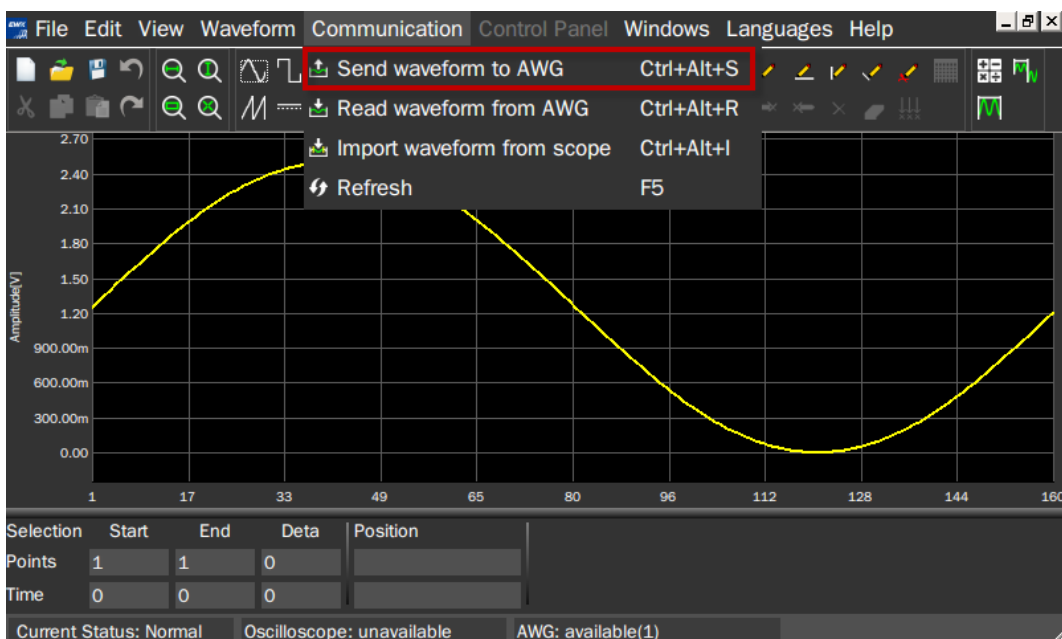 File Edit View Waveform Communication Control Panel Windows Languages Help
Send waveform to AWG Ctrl+Alt+S
Read waveform from AWG Ctrl+Alt+R
Import waveform from scope Ctrl+Alt+I
Refresh F5
2.70
2.40
2.10
1.80
1.50
1.20
900.00m
600.00m
300.00m
0.00
Amplitude[V]
1 17 33 49 65 80 96 112 128 144 160
Selection Start End Deta Position
Points 1 1 0
Time 0 0 0
Current Status: Normal Oscilloscope: unavailable AWG: available(1)